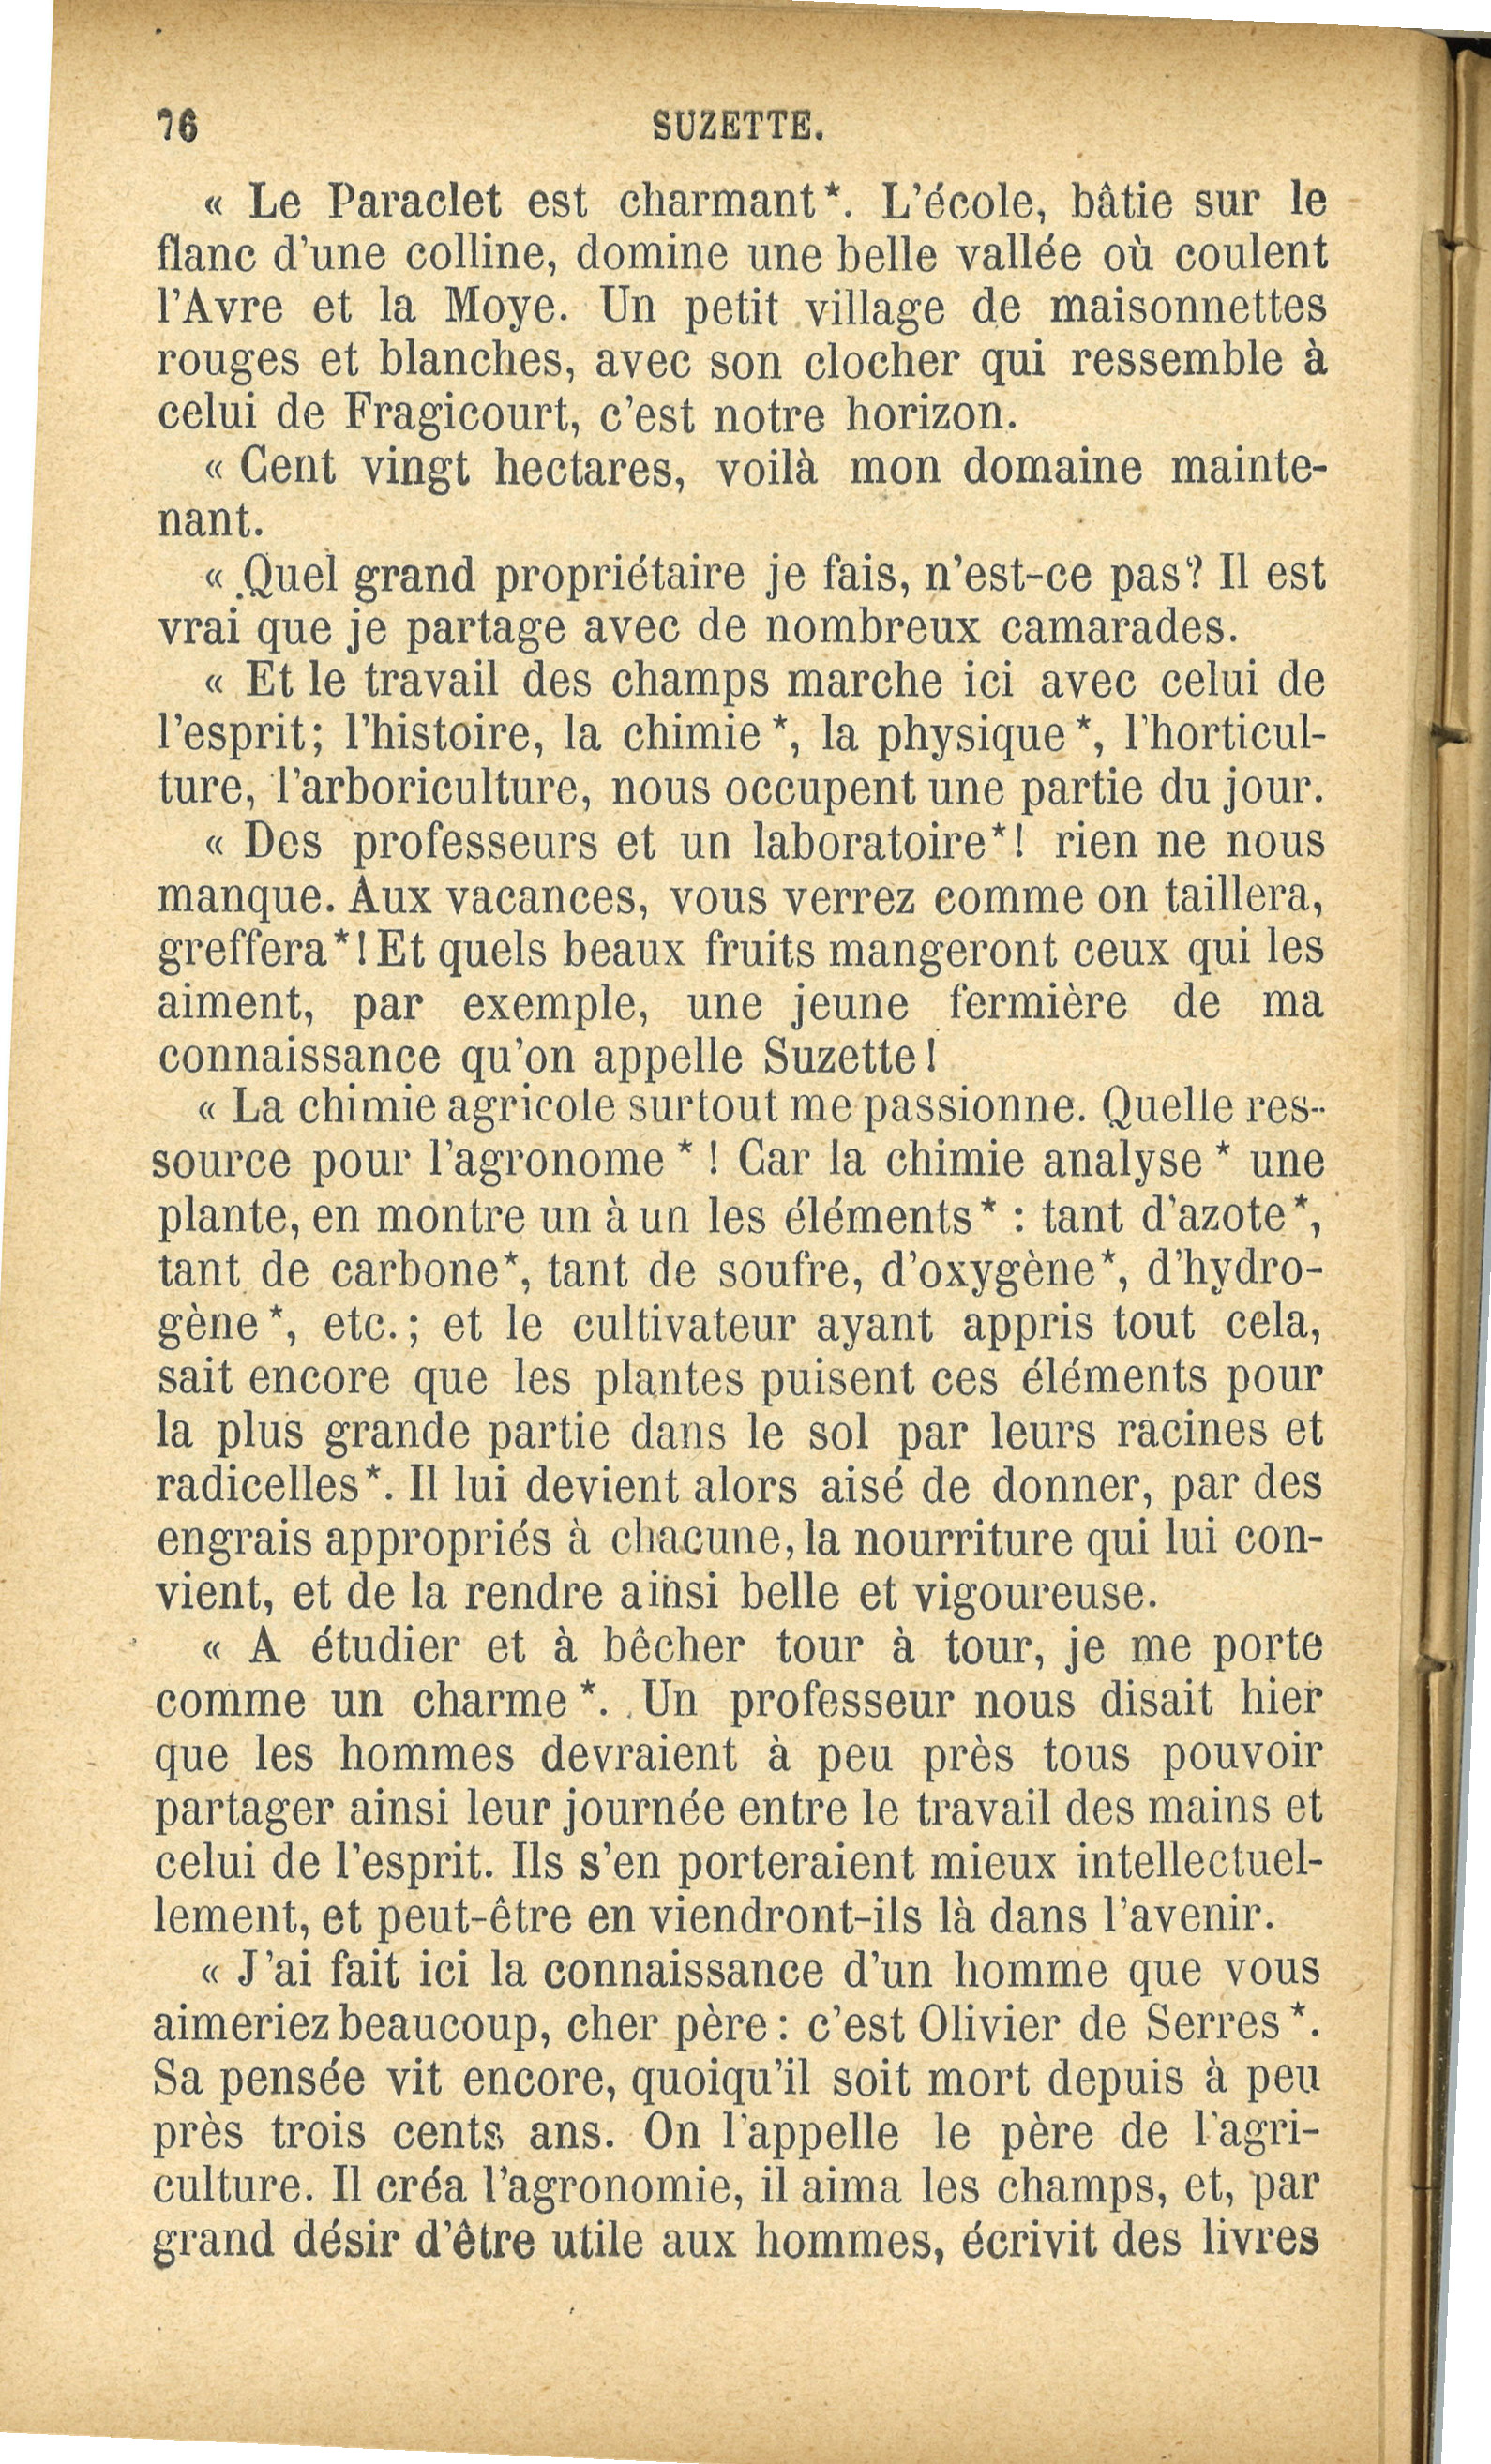 76 SUZETTE.
« Le Paraclet est charmant*. L'école, bâtie sur le
flanc d'une colline, domine une belle vallée où coulent
l'Avre et la Moye. Un petit village de maisonnettes
rouges et blanches, avec son clocher qui ressemble à
celui de Fragicourt, c'est notre horizon.
« Cent vingt hectares, voilà mon domaine mainte-
nant.
« Quel grand propriétaire je fais, n'est-ce pas? Il est
vrai que je partage avec de nombreux camarades.
« Et le travail des champs marche ici avec celui de
l'esprit; l'histoire, la chimie*, la physique*, l'horticul-
ture, l'arboriculture, nous occupent une partie du jour.
« Des professeurs et un laboratoire*! rien ne nous
manque. Aux vacances, vous verrez comme on taillera,
greffera*! Et quels beaux fruits mangeront ceux qui les
aiment, par exemple, une jeune fermière de ma
connaissance qu'on appelle Suzette!
« La chimie agricole surtout me passionne. Quelle res-
source pour l'agronome*! Car la chimie analyse* une
plante, en montre un à un les éléments* : tant d'azote*,
tant de carbone*, tant de soufre, d'oxygène*, d'hydro-
gène*, etc.; et le cultivateur ayant appris tout cela,
sait encore que les plantes puisent ces éléments pour
la plus grande partie dans le sol par leurs racines et
radicelles*. Il lui devient alors aisé de donner, par des
engrais appropriés à chacune, la nourriture qui lui con-
vient, et de la rendre ainsi belle et vigoureuse.
« A étudier et à bêcher tour à tour, je me porte
comme un charme*. Un professeur nous disait hier
que les hommes devraient à peu près tous pouvoir
partager ainsi leur journée entre le travail des mains et
celui de l'esprit. Ils s'en porteraient mieux intellectuel-
lement, et peut-être en viendront-ils là dans l'avenir.
« J'ai fait ici la connaissance d'un homme que vous
aimeriez beaucoup, cher père : c'est Olivier de Serres*.
Sa pensée vit encore, quoiqu'il soit mort depuis à peu
près trois cents ans. On l'appelle le père de l'agri-
culture. Il créa l'agronomie, il aima les champs, et, par
grand désir d'être utile aux hommes, écrivit des livres